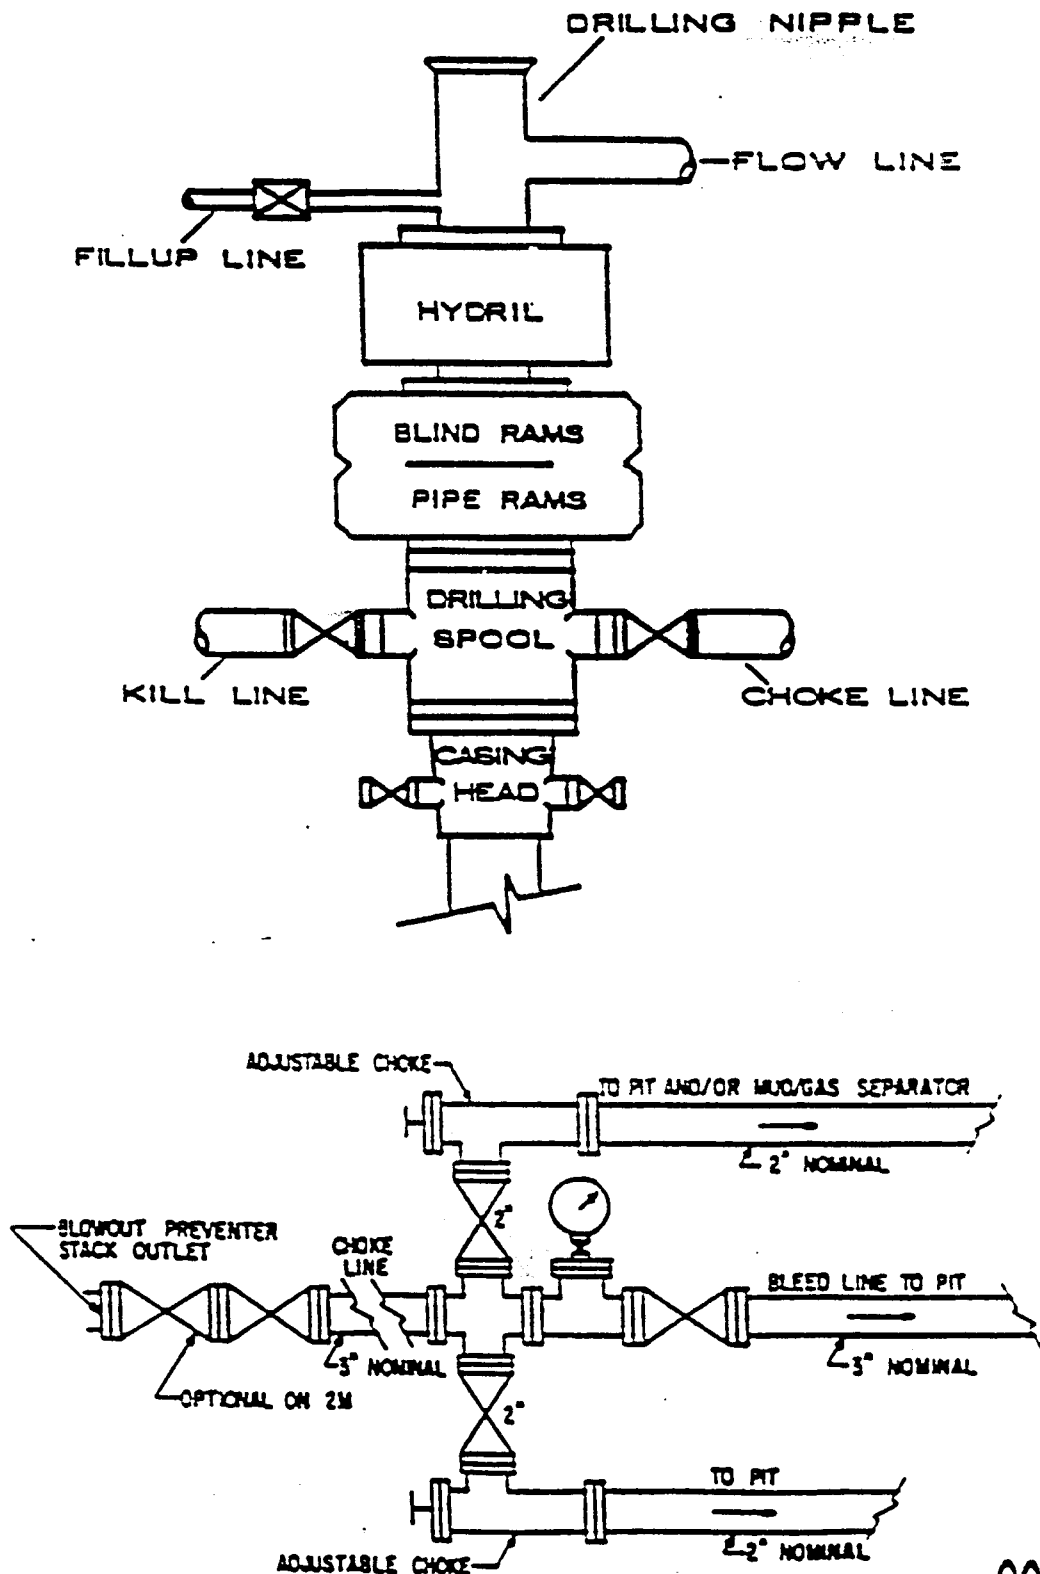 DRILLING NIPPLE
FLOW LINE
FILLUP LINE
HYDRIL
BLIND RAMS
PIPE RAMS
DRILLING
SPOOL
KILL LINE
CHOKE LINE
CASING
HEAD
ADJUSTABLE CHOKE
TO PIT AND/OR MUD/GAS SEPARATOR
2" NOMINAL
2"
BLOWOUT PREVENTER
STACK OUTLET
CHOKE
LINE
BLEED LINE TO PIT
3" NOMINAL
3" NOMINAL
OPTIONAL ON 2M
2"
TO PIT
2" NOMINAL
ADJUSTABLE CHOKE